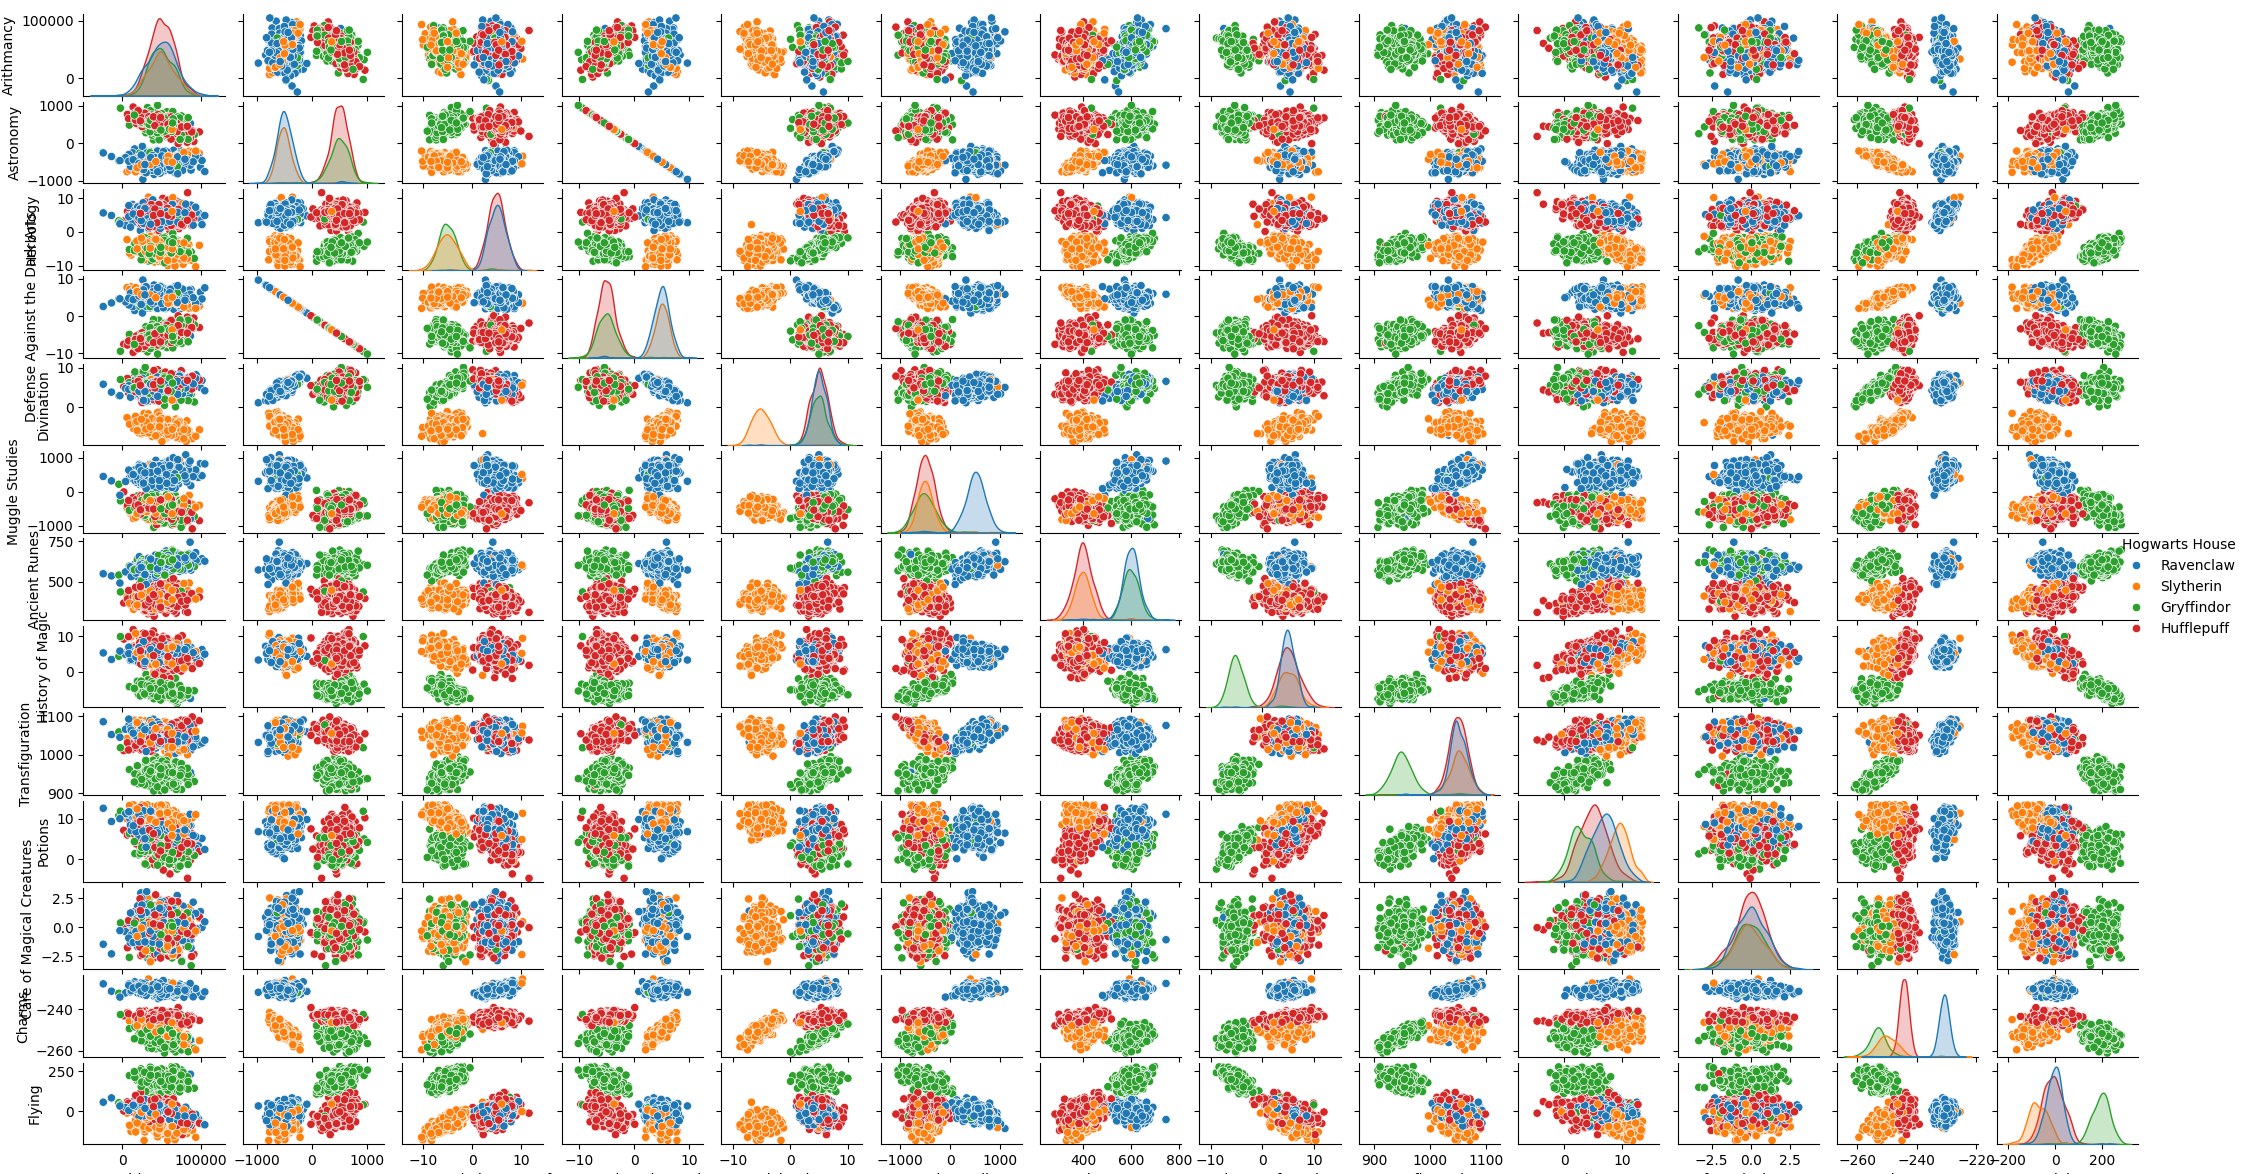 Arithmancy
100000
0
Astronomy
1000
0
−1000
Herbology
10
0
−10
Defense Against the Dark Arts
10
0
−10
Divination
10
0
Muggle Studies
1000
0
−1000
Ancient Runes
750
500
History of Magic
10
0
Transfiguration
1100
1000
900
Potions
10
0
Care of Magical Creatures
2.5
0.0
−2.5
Charms
−240
−260
Flying
250
0
0 100000 −1000 0 1000 −10 0 10 −10 0 10 −10 0 10 −1000 0 1000 400 600 800 −10 0 10 900 1000 1100 0 10 −2.5 0.0 2.5 −260 −240 −220 −200 0 200
Hogwarts House
Ravenclaw
Slytherin
Gryffindor
Hufflepuff